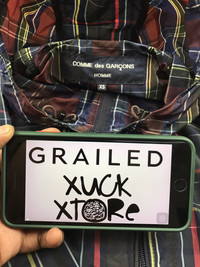 COMME des GARÇONS
HOMME
XS
GRAILED
XUCK
XTORe